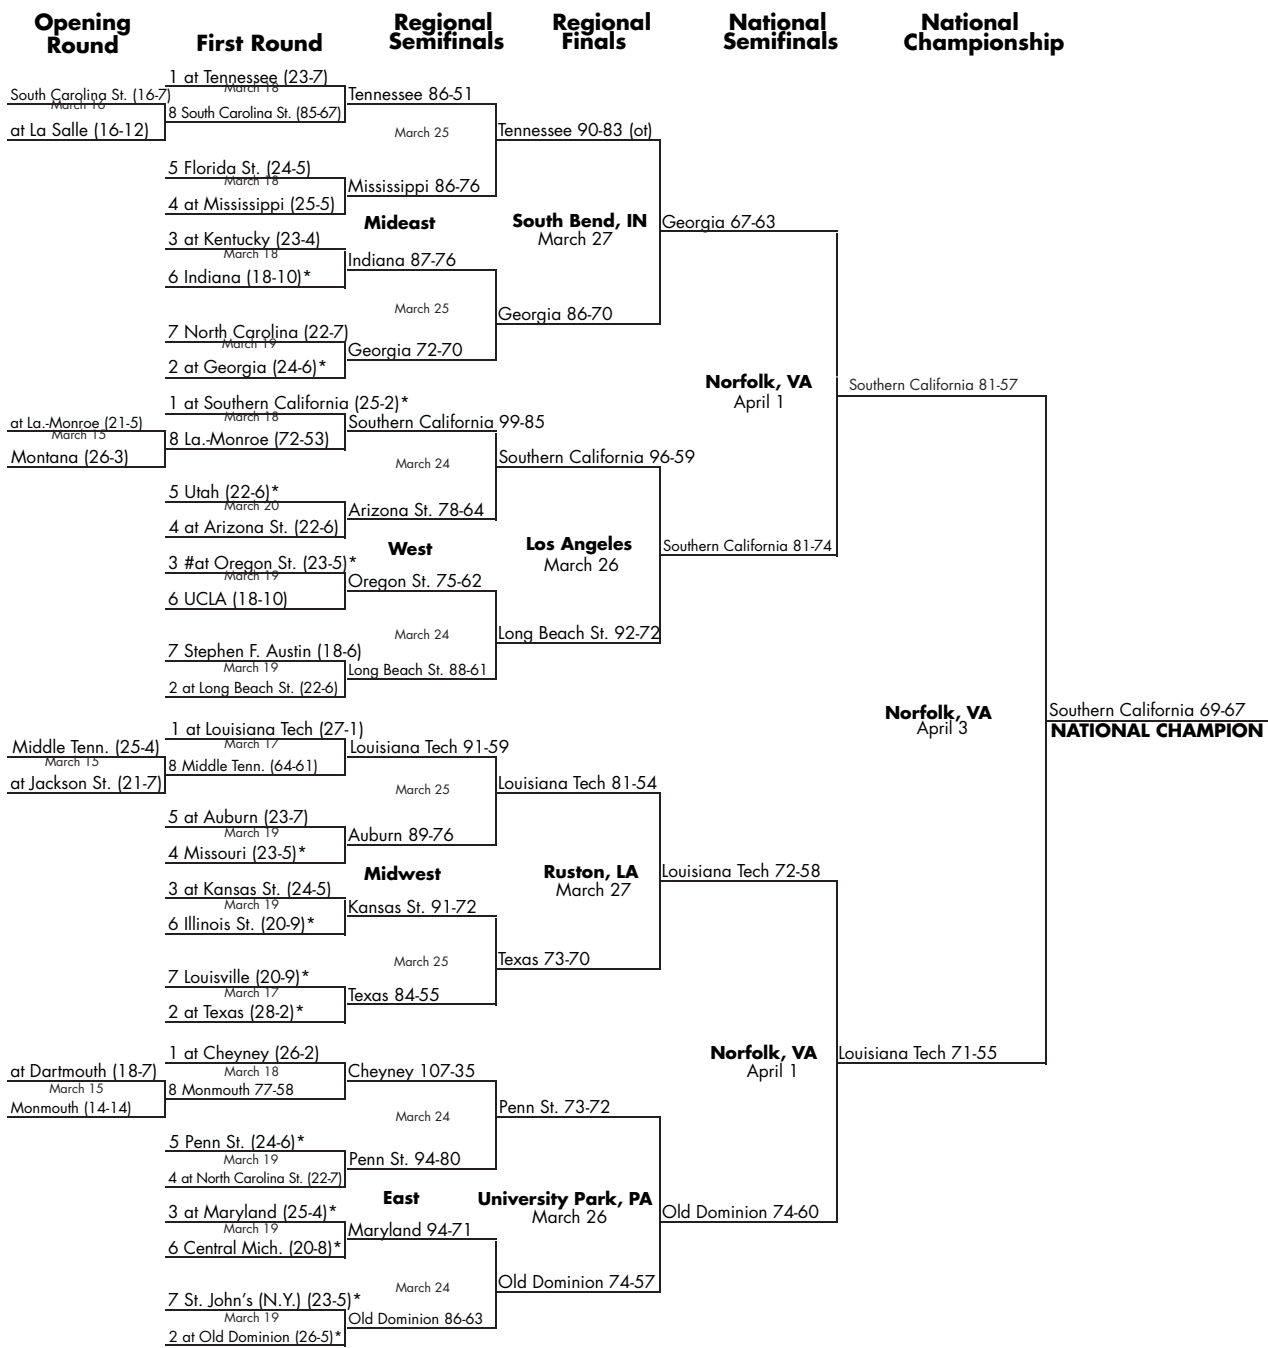 Opening
Round
First Round
Regional
Semifinals
Regional
Finals
National
Semifinals
National
Championship
South Carolina St. (16-7)
March 16
at La Salle (16-12)
1 at Tennessee (23-7)
March 18
8 South Carolina St. (85-67)
Tennessee 86-51
March 25
5 Florida St. (24-5)
March 18
4 at Mississippi (25-5)
Mississippi 86-76
Tennessee 90-83 (ot)
Mideast
South Bend, IN
March 27
3 at Kentucky (23-4)
March 18
6 Indiana (18-10)*
Indiana 87-76
March 25
7 North Carolina (22-7)
March 19
2 at Georgia (24-6)*
Georgia 72-70
Georgia 86-70
Georgia 67-63
Norfolk, VA
April 1
Southern California 81-57
at La.-Monroe (21-5)
March 15
Montana (26-3)
1 at Southern California (25-2)*
March 18
8 La.-Monroe (72-53)
Southern California 99-85
March 24
5 Utah (22-6)*
March 20
4 at Arizona St. (22-6)
Arizona St. 78-64
Southern California 96-59
West
Los Angeles
March 26
3 #at Oregon St. (23-5)*
March 19
6 UCLA (18-10)
Oregon St. 75-62
March 24
7 Stephen F. Austin (18-6)
March 19
2 at Long Beach St. (22-6)
Long Beach St. 88-61
Long Beach St. 92-72
Southern California 81-74
Norfolk, VA
April 3
Southern California 69-67
NATIONAL CHAMPION
Middle Tenn. (25-4)
March 15
at Jackson St. (21-7)
1 at Louisiana Tech (27-1)
March 17
8 Middle Tenn. (64-61)
Louisiana Tech 91-59
March 25
5 at Auburn (23-7)
March 19
4 Missouri (23-5)*
Auburn 89-76
Louisiana Tech 81-54
Midwest
Ruston, LA
March 27
3 at Kansas St. (24-5)
March 19
6 Illinois St. (20-9)*
Kansas St. 91-72
March 25
7 Louisville (20-9)*
March 17
2 at Texas (28-2)*
Texas 84-55
Texas 73-70
Louisiana Tech 72-58
Norfolk, VA
April 1
Louisiana Tech 71-55
at Dartmouth (18-7)
March 15
Monmouth (14-14)
1 at Cheyney (26-2)
March 18
8 Monmouth 77-58
Cheyney 107-35
March 24
5 Penn St. (24-6)*
March 19
4 at North Carolina St. (22-7)
Penn St. 94-80
Penn St. 73-72
East
University Park, PA
March 26
3 at Maryland (25-4)*
March 19
6 Central Mich. (20-8)*
Maryland 94-71
March 24
7 St. John's (N.Y.) (23-5)*
March 19
2 at Old Dominion (26-5)*
Old Dominion 86-63
Old Dominion 74-57
Old Dominion 74-60